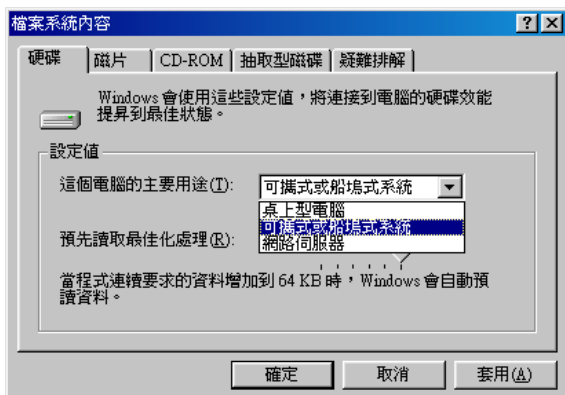 檔案系統內容
硬碟 磁片 CD-ROM 抽取型磁碟 疑難排解
Windows 會使用這些設定值，將連接到電腦的硬碟效能
提昇到最佳狀態。
設定值
這個電腦的主要用途(T): 可攜式或船塢式系統
桌上型電腦
可攜式或船塢式系統
網路伺服器
預先讀取最佳化處理(R):
當程式連續要求的資料增加到 64 KB 時，Windows 會自動預
讀資料。
確定 取消 套用(A)